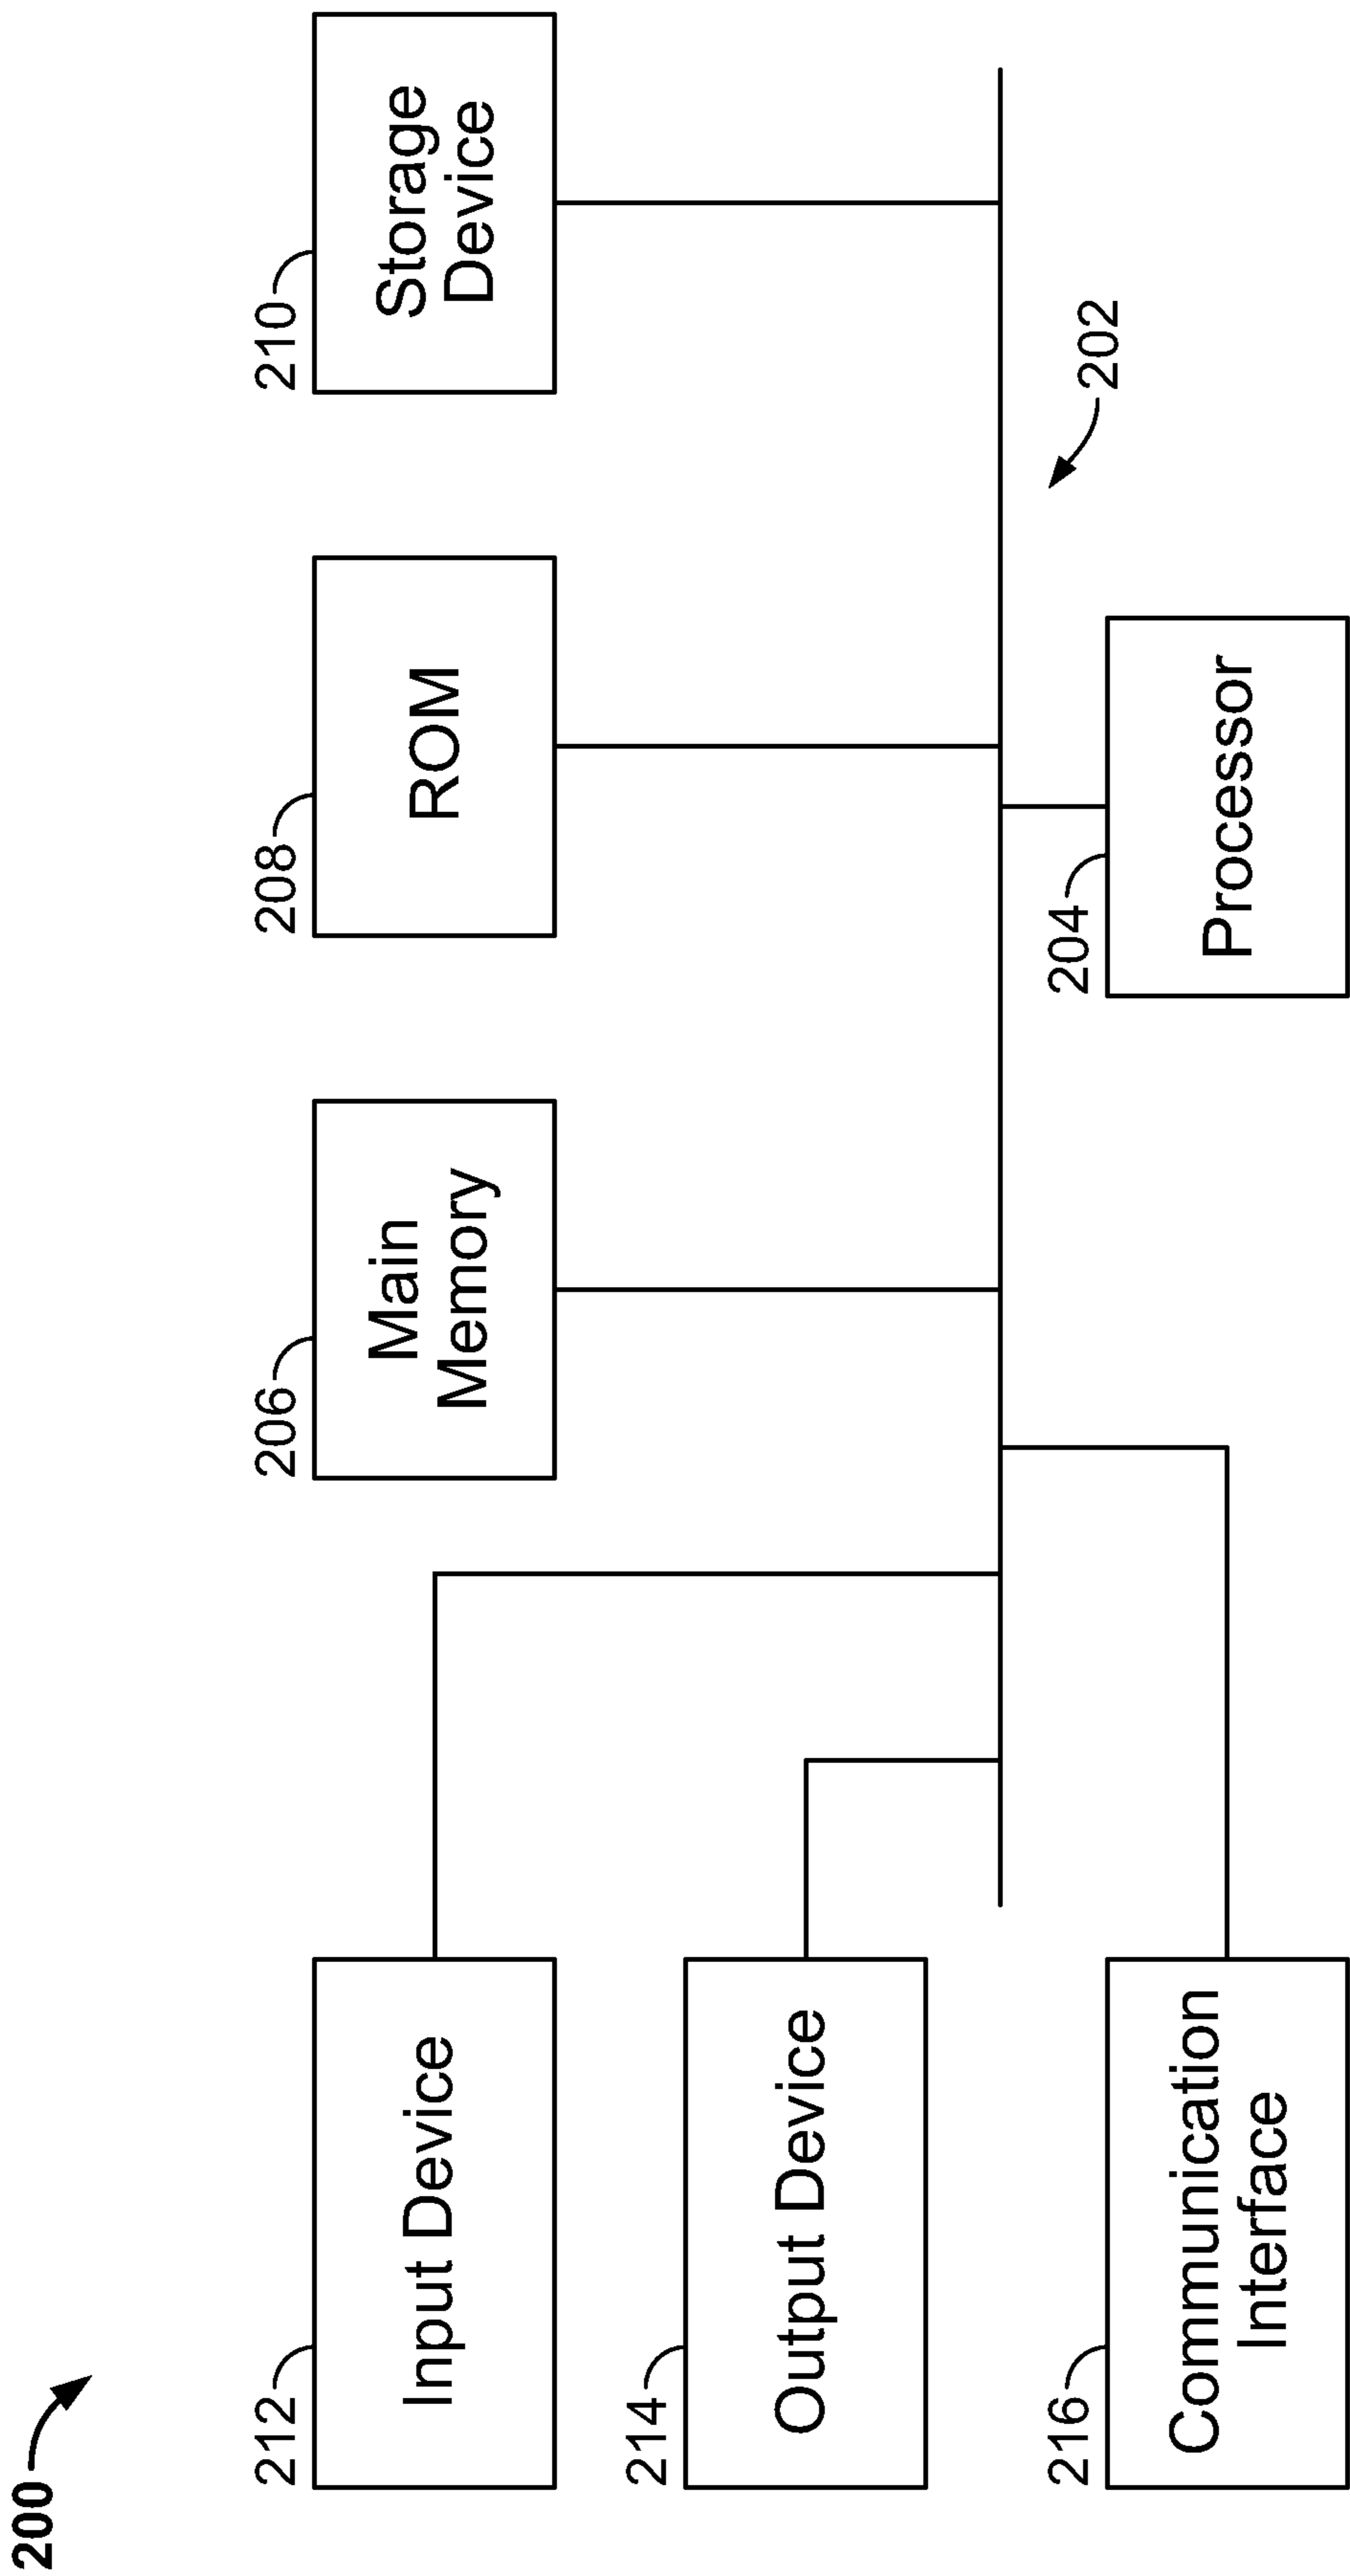 200
212
Input Device
206
Main
Memory
208
ROM
210
Storage
Device
214
Output Device
202
216
Communication
Interface
204
Processor